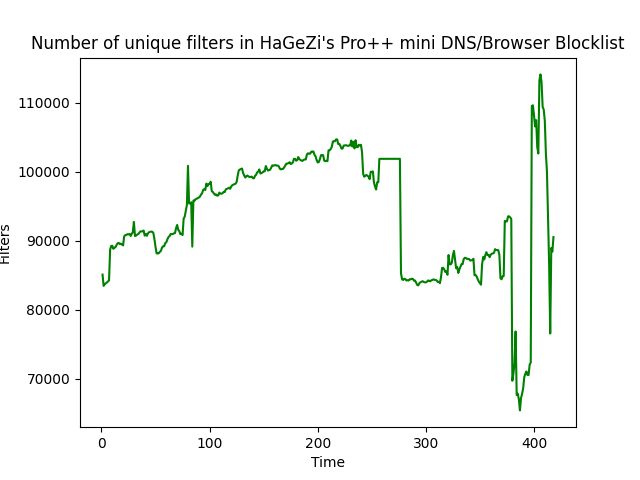 Number of unique filters in HaGeZi's Pro++ mini DNS/Browser Blocklist
110000
100000
90000
80000
70000
Filters
0 100 200 300 400
Time